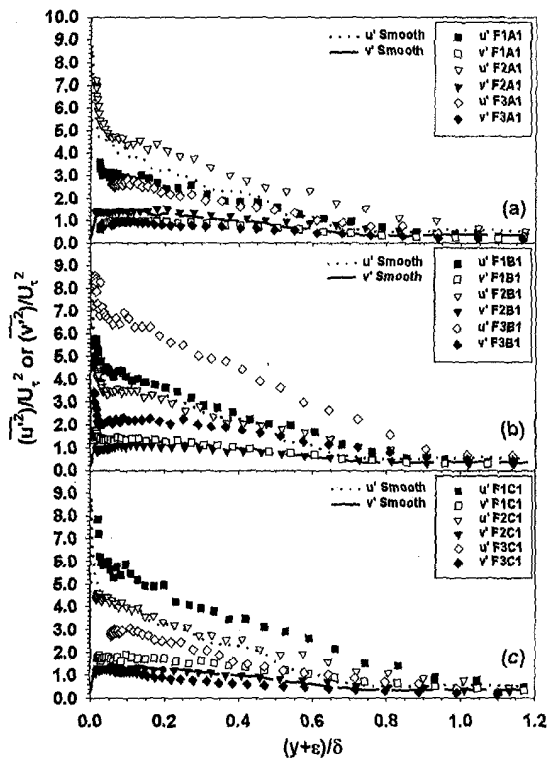 10.0
9.0
8.0
7.0
6.0
5.0
4.0
3.0
2.0
1.0
0.0
u' Smooth
v' Smooth
u' F1A1
v' F1A1
u' F2A1
v' F2A1
u' F3A1
v' F3A1
(a)
9.0
8.0
7.0
6.0
5.0
4.0
3.0
2.0
1.0
0.0
u' Smooth
v' Smooth
u' F1B1
v' F1B1
u' F2B1
v' F2B1
u' F3B1
v' F3B1
(b)
9.0
8.0
7.0
6.0
5.0
4.0
3.0
2.0
1.0
0.0
u' Smooth
v' Smooth
u' F1C1
v' F1C1
u' F2C1
v' F2C1
u' F3C1
v' F3C1
(c)
(u'²)/Uτ² or (v'²)/Uτ²
0.0 0.2 0.4 0.6 0.8 1.0 1.2
(y+ε)/δ